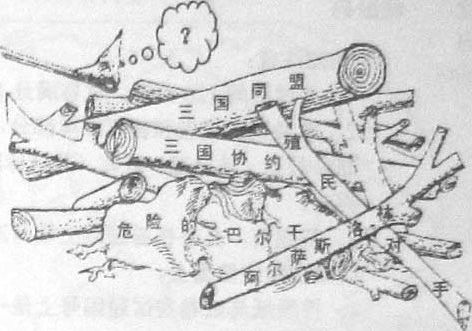 ?
三国同盟
三国协约
殖民对手
危险的巴尔干
阿尔萨斯洛林